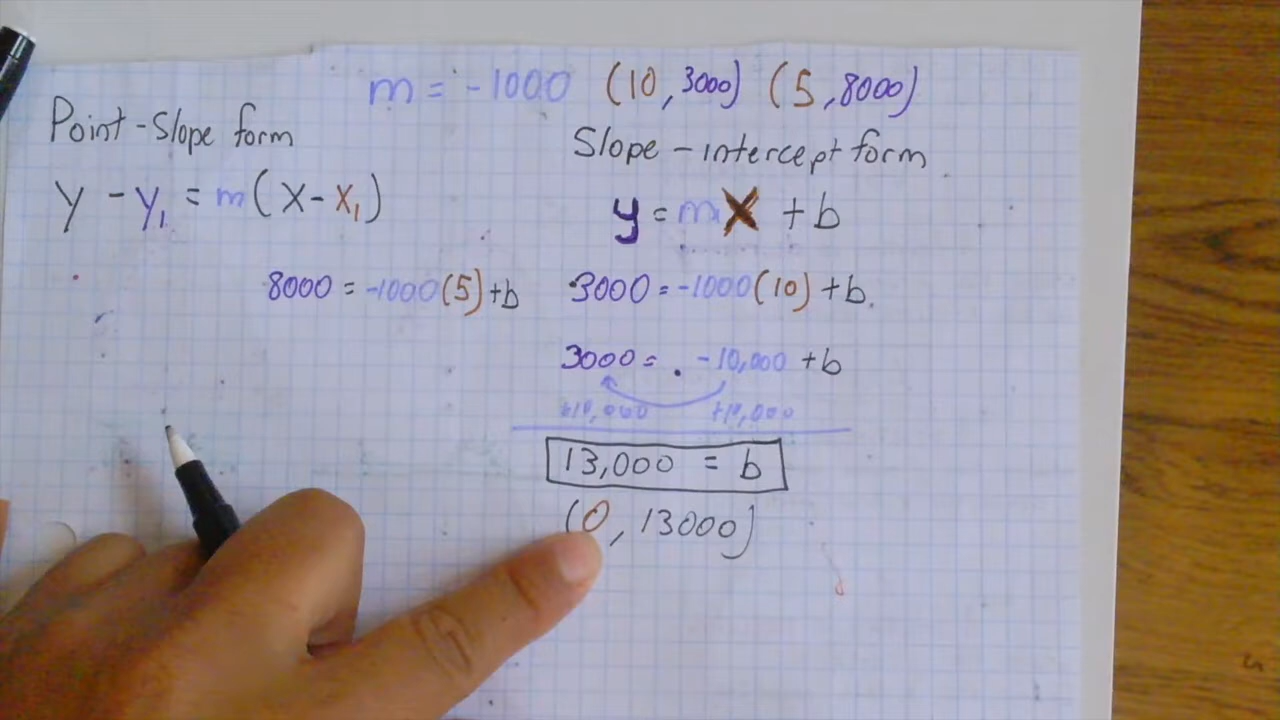 m = -1000 (10, 3000) (5, 8000)
Point-Slope form
y - y₁ = m(x - x₁)
8000 = -1000(5) + b
Slope-intercept form
y = mx + b
3000 = -1000(10) + b
3000 = -10,000 + b
+10,000 +10,000
13,000 = b
(0, 13000)